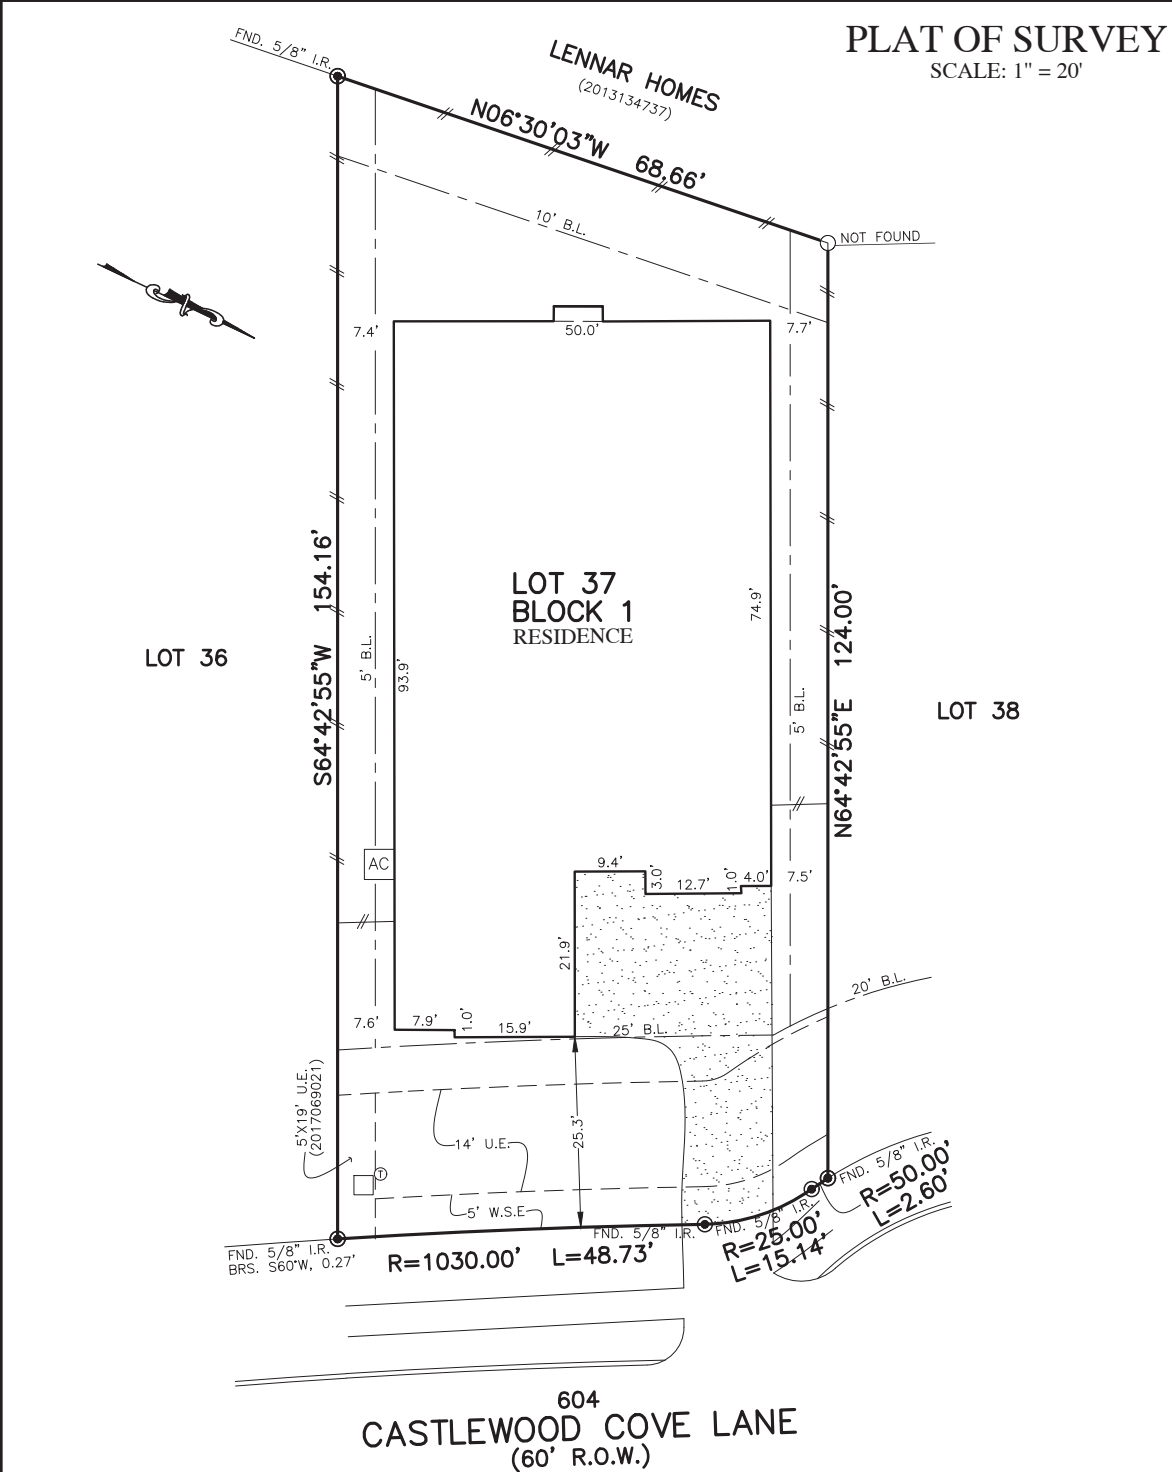 PLAT OF SURVEY
SCALE: 1" = 20'
FND. 5/8" I.R.
LENNAR HOMES
(2013134737)
N06°30'03"W 68.66'
NOT FOUND
10' B.L.
7.4'
50.0'
7.7'
S64°42'55"W 154.16'
LOT 36
5' B.L.
93.9'
LOT 37
BLOCK 1
RESIDENCE
74.9'
5' B.L.
N64°42'55"E 124.00'
LOT 38
AC
9.4'
3.0'
12.7'
1.0'
4.0'
7.5'
21.9'
20' B.L.
7.6'
7.9'
1.0'
15.9'
25' B.L.
5'X19' U.E.
(2017069021)
14' U.E.
25.3'
T
5' W.S.E
FND. 5/8" I.R.
R=50.00'
L=2.60'
FND. 5/8" I.R.
FND. 5/8" I.R.
R=25.00'
L=15.14'
FND. 5/8" I.R.
BRS. S60°W, 0.27'
R=1030.00' L=48.73'
604
CASTLEWOOD COVE LANE
(60' R.O.W.)